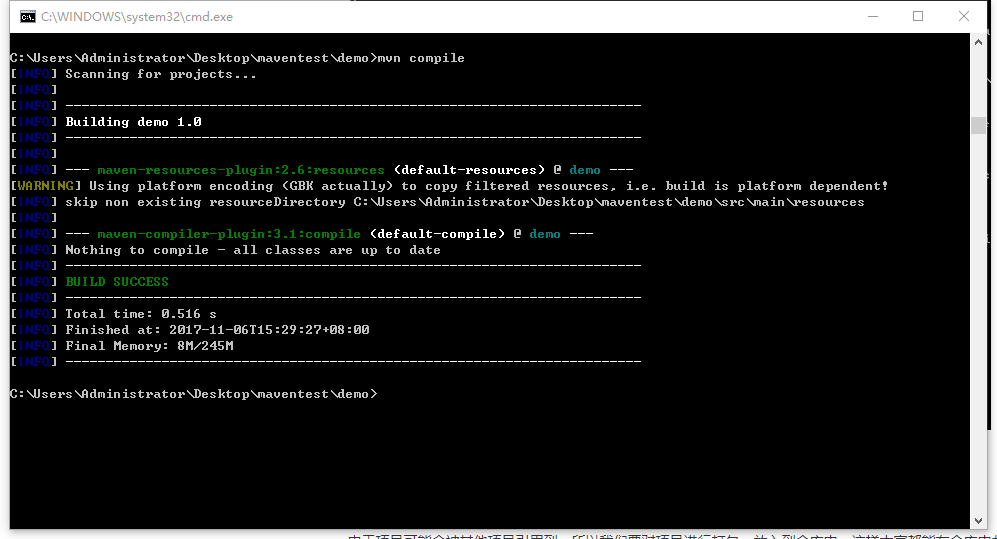 C:\WINDOWS\system32\cmd.exe
C:\Users\Administrator\Desktop\maventest\demo>mvn compile
[INFO] Scanning for projects...
[INFO]
[INFO] ------------------------------------------------------------------------
[INFO] Building demo 1.0
[INFO] ------------------------------------------------------------------------
[INFO]
[INFO] --- maven-resources-plugin:2.6:resources (default-resources) @ demo ---
[WARNING] Using platform encoding (GBK actually) to copy filtered resources, i.e. build is platform dependent!
[INFO] skip non existing resourceDirectory C:\Users\Administrator\Desktop\maventest\demo\src\main\resources
[INFO]
[INFO] --- maven-compiler-plugin:3.1:compile (default-compile) @ demo ---
[INFO] Nothing to compile - all classes are up to date
[INFO] ------------------------------------------------------------------------
[INFO] BUILD SUCCESS
[INFO] ------------------------------------------------------------------------
[INFO] Total time: 0.516 s
[INFO] Finished at: 2017-11-06T15:29:27+08:00
[INFO] Final Memory: 8M/245M
[INFO] ------------------------------------------------------------------------
C:\Users\Administrator\Desktop\maventest\demo>